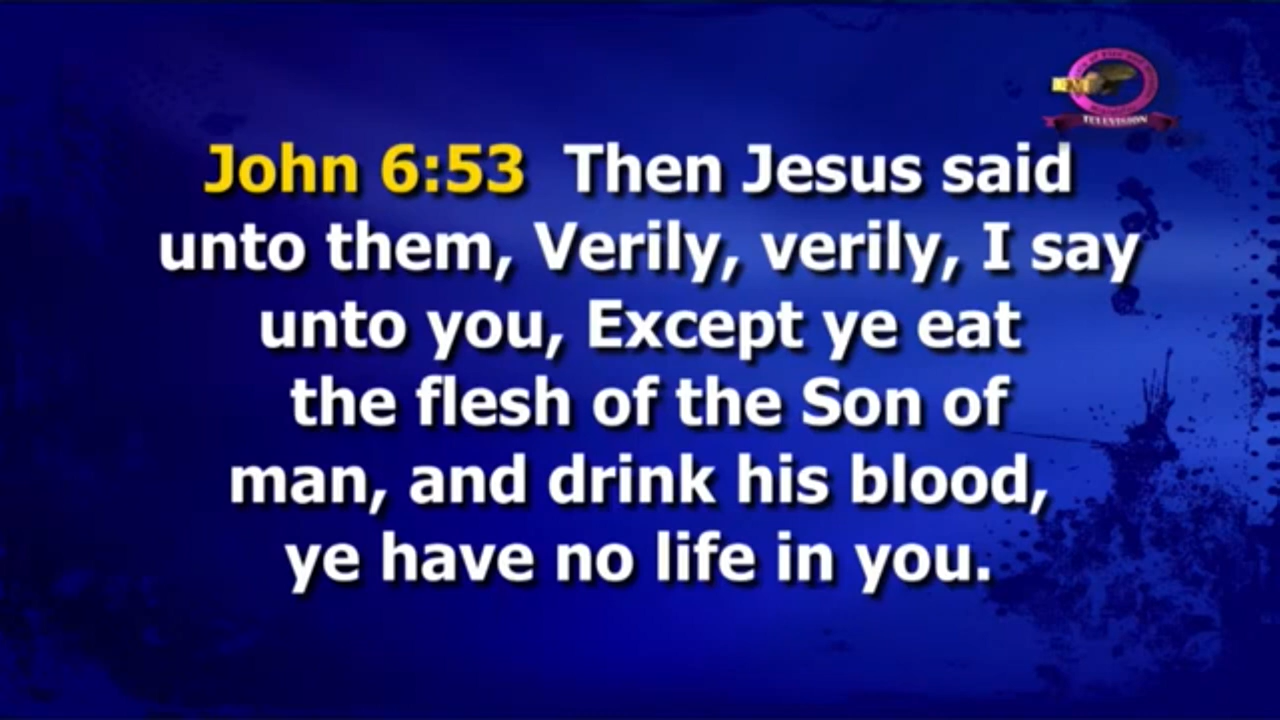 TELEVISION
John 6:53 Then Jesus said
unto them, Verily, verily, I say
unto you, Except ye eat
the flesh of the Son of
man, and drink his blood,
ye have no life in you.